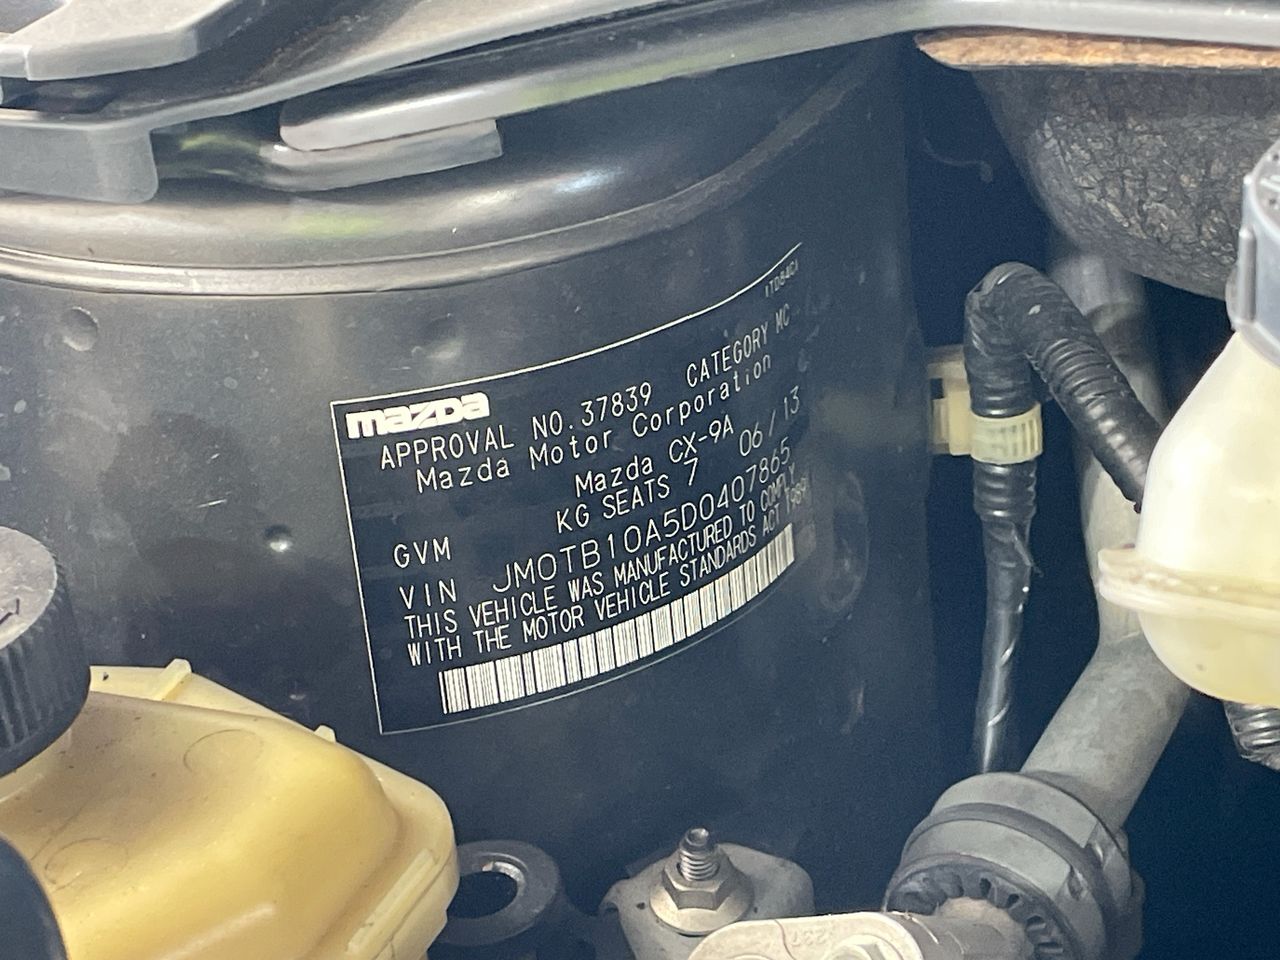 mazda
1TD84C1
APPROVAL NO.37839 CATEGORY MC
Mazda Motor Corporation
Mazda CX-9A
KG SEATS 7 06/13
GVM
VIN JM0TB10A5D0407865
THIS VEHICLE WAS MANUFACTURED TO COMPLY
WITH THE MOTOR VEHICLE STANDARDS ACT 1989